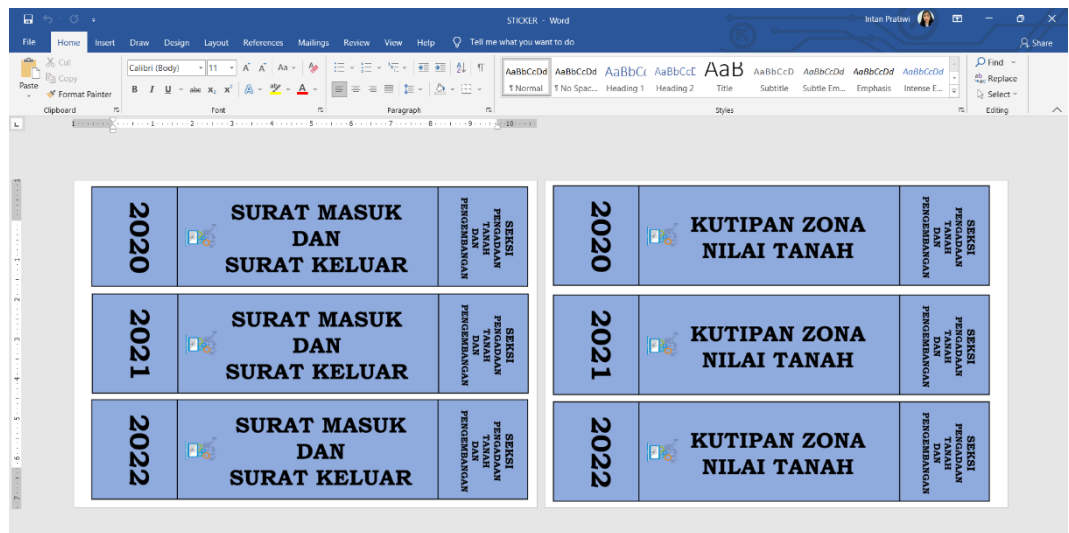 STICKER - Word
Intan Pratiwi
File Home Insert Draw Design Layout References Mailings Review View Help Tell me what you want to do
Share
Paste
Cut
Copy
Format Painter
Clipboard
Calibri (Body) 11
Font
Paragraph
AaBbCcDd AaBbCcDd AaBbC( AaBbCcC AaB AaBbCcD AaBbCcDd AaBbCcDd AaBbCcDd
¶ Normal ¶ No Spac... Heading 1 Heading 2 Title Subtitle Subtle Em... Emphasis Intense E...
Styles
Find
Replace
Select
Editing
2020
SURAT MASUK
DAN
SURAT KELUAR
SEKSI
PENGADAAN
TANAH
DAN
PENGEMBANGAN
2020
KUTIPAN ZONA
NILAI TANAH
SEKSI
PENGADAAN
TANAH
DAN
PENGEMBANGAN
2021
SURAT MASUK
DAN
SURAT KELUAR
SEKSI
PENGADAAN
TANAH
DAN
PENGEMBANGAN
2021
KUTIPAN ZONA
NILAI TANAH
SEKSI
PENGADAAN
TANAH
DAN
PENGEMBANGAN
2022
SURAT MASUK
DAN
SURAT KELUAR
SEKSI
PENGADAAN
TANAH
DAN
PENGEMBANGAN
2022
KUTIPAN ZONA
NILAI TANAH
SEKSI
PENGADAAN
TANAH
DAN
PENGEMBANGAN